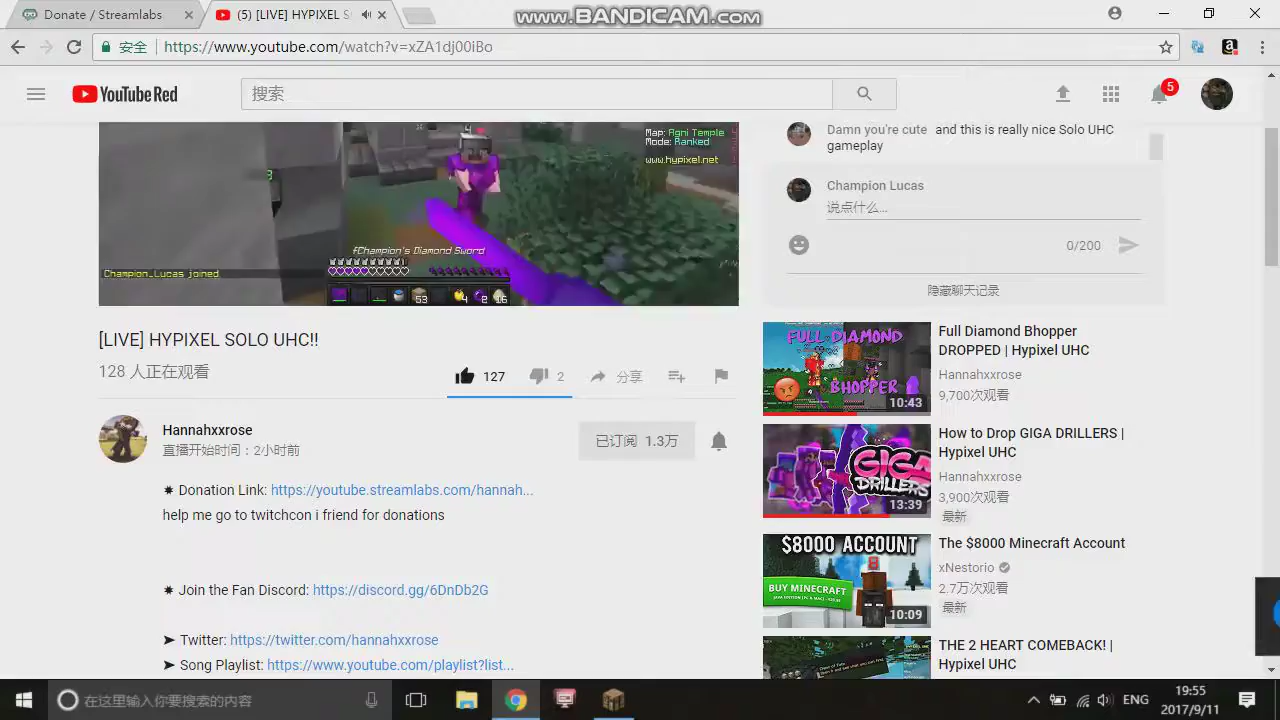 Donate / Streamlabs
(5) [LIVE] HYPIXEL S
www.BANDICAM.com
安全
https://www.youtube.com/watch?v=xZA1dJ00iBo
YouTube Red
搜索
5
Map: Agni Temple
Mode: Ranked
www.hypixel.net
fChampion's Diamond Sword
Champion_Lucas joined.
53
4
2
16
Damn you're cute and this is really nice Solo UHC
gameplay
Champion Lucas
说点什么...
0/200
隐藏聊天记录
[LIVE] HYPIXEL SOLO UHC!!
128 人正在观看
127
2
分享
Hannahxxrose
直播开始时间：2小时前
已订阅 1.3万
✷ Donation Link: https://youtube.streamlabs.com/hannah...
help me go to twitchcon i friend for donations
✷ Join the Fan Discord: https://discord.gg/6DnDb2G
➤ Twitter: https://twitter.com/hannahxxrose
➤ Song Playlist: https://www.youtube.com/playlist?list...
FULL DIAMOND
BHOPPER
10:43
Full Diamond Bhopper
DROPPED | Hypixel UHC
Hannahxxrose
9,700次观看
GIGA
DRILLERS
13:39
How to Drop GIGA DRILLERS |
Hypixel UHC
Hannahxxrose
3,900次观看
最新
$8000 ACCOUNT
BUY MINECRAFT
10:09
The $8000 Minecraft Account
xNestorio
2.7万次观看
最新
THE 2 HEART COMEBACK! |
Hypixel UHC
在这里输入你要搜索的内容
ENG
19:55
2017/9/11